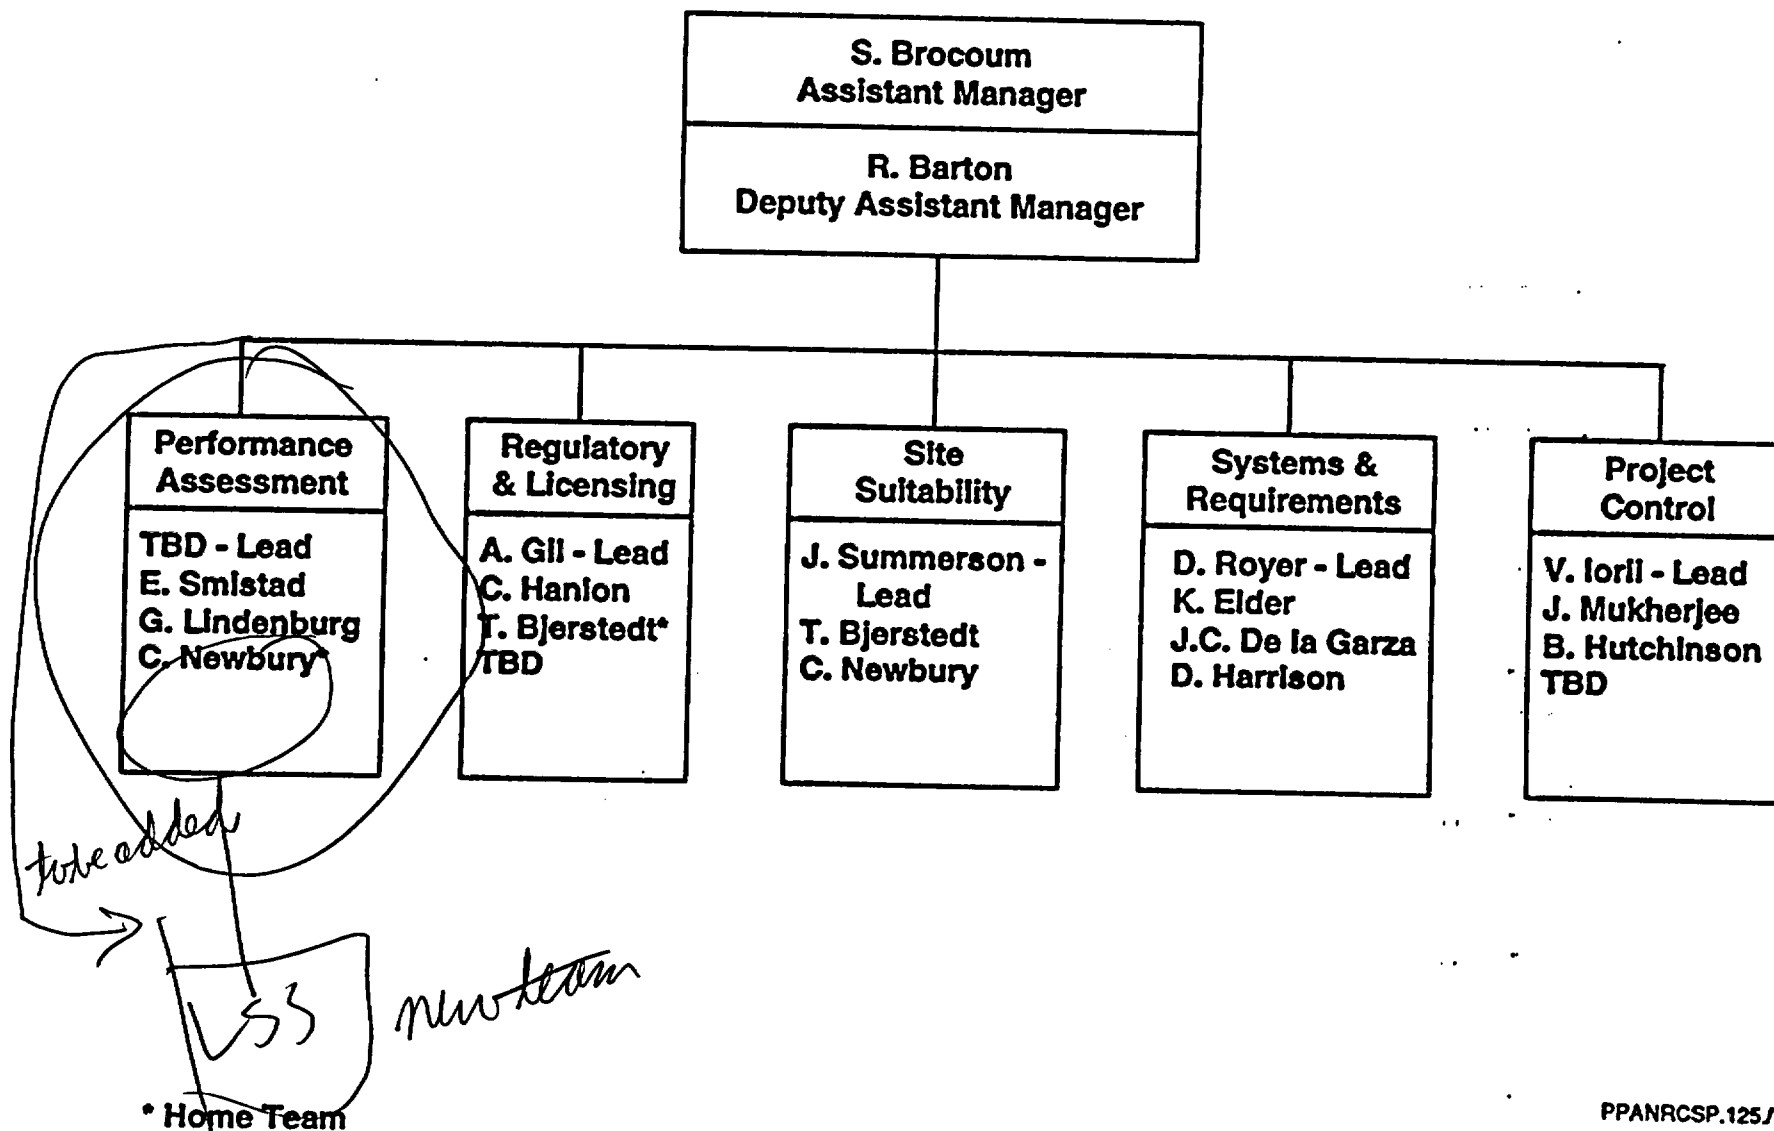 S. Brocoum
Assistant Manager
R. Barton
Deputy Assistant Manager
Performance
Assessment
TBD - Lead
E. Smistad
G. Lindenburg
C. Newbury*
Regulatory
& Licensing
A. Gil - Lead
C. Hanlon
T. Bjerstedt*
TBD
Site
Suitability
J. Summerson -
Lead
T. Bjerstedt
C. Newbury
Systems &
Requirements
D. Royer - Lead
K. Elder
J.C. De la Garza
D. Harrison
Project
Control
V. Iorii - Lead
J. Mukherjee
B. Hutchinson
TBD
to be added
new team
* Home Team
PPANRCSP.125